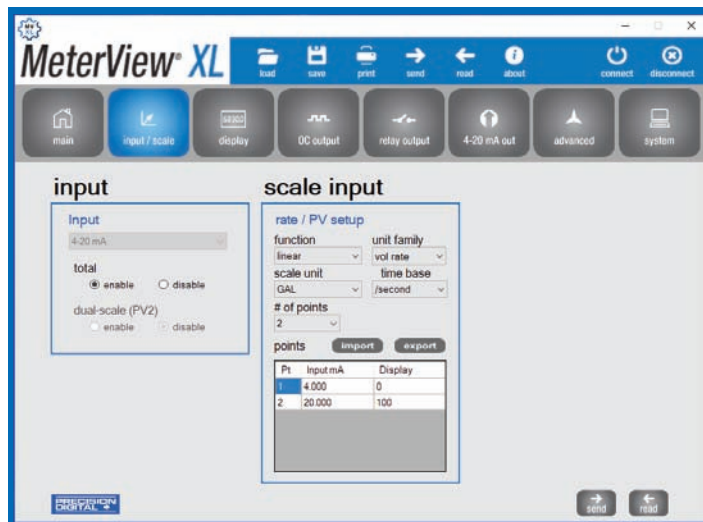 MeterView® XL
load save print send read about connect disconnect
main input / scale display OC output relay output 4-20 mA out advanced system
input
Input
4-20 mA
total
enable disable
dual-scale (PV2)
enable disable
scale input
rate / PV setup
function unit family
linear vol rate
scale unit time base
GAL /second
# of points
2
points import export
Pt Input mA Display
1 4.000 0
2 20.000 100
PRECISION
DIGITAL
send read